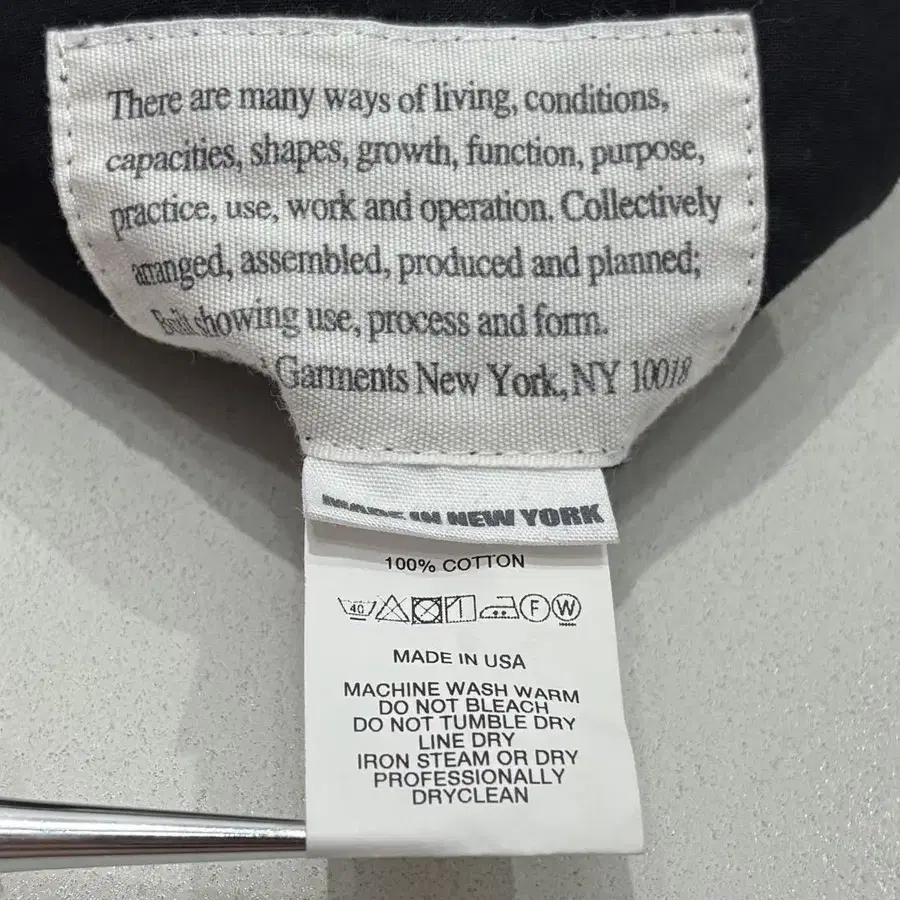 There are many ways of living, conditions,
capacities, shapes, growth, function, purpose,
practice, use, work and operation. Collectively
arranged, assembled, produced and planned;
Built showing use, process and form.
Garments New York, NY 10018
MADE IN NEW YORK
100% COTTON
40 F W
MADE IN USA
MACHINE WASH WARM
DO NOT BLEACH
DO NOT TUMBLE DRY
LINE DRY
IRON STEAM OR DRY
PROFESSIONALLY
DRYCLEAN